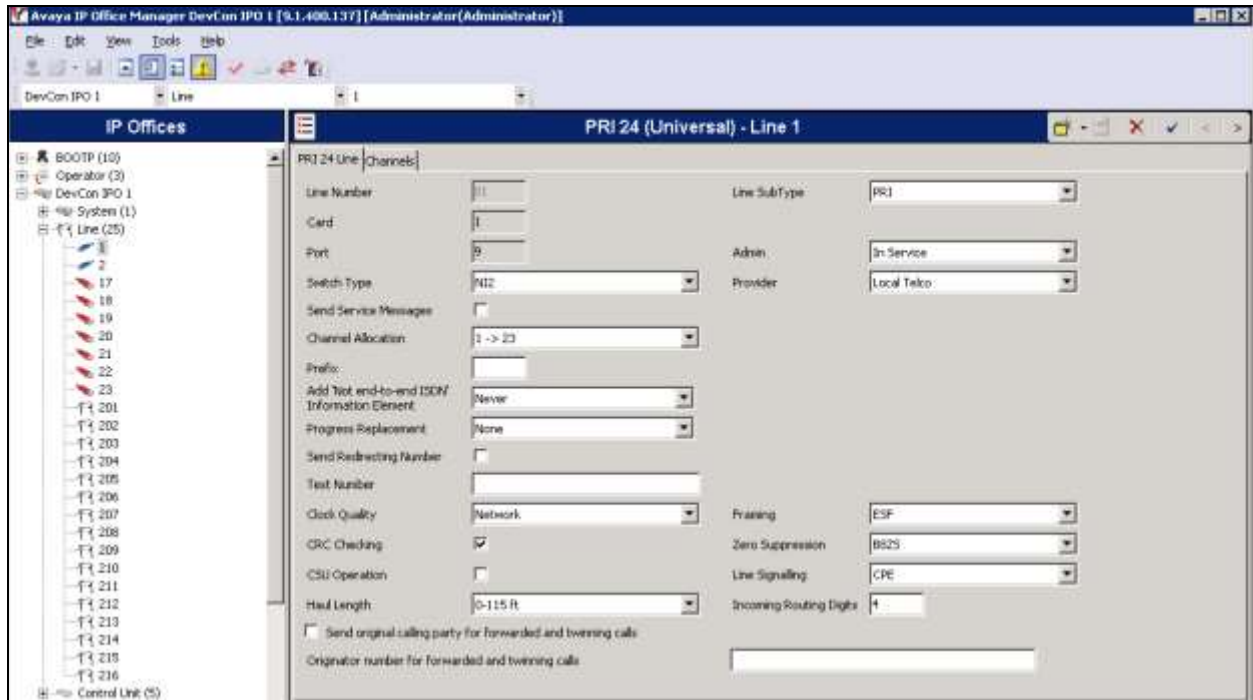 Avaya IP Office Manager DevCon IPO 1 [9.1.400.137] [Administrator(Administrator)]
File Edit View Tools Help
DevCon IPO 1 Line 1
IP Offices
BOOTP (10)
Operator (3)
DevCon IPO 1
System (1)
Line (25)
1
2
17
18
19
20
21
22
23
201
202
203
204
205
206
207
208
209
210
211
212
213
214
215
216
Control Unit (5)
PRI 24 (Universal) - Line 1
PRI 24 Line Channels
Line Number 01 Line SubType PRI
Card 1
Port 9 Admin In Service
Switch Type NI2 Provider Local Telco
Send Service Messages
Channel Allocation 1 -> 23
Prefix
Add 'Not end-to-end ISDN' Never
Information Element
Progress Replacement None
Send Redirecting Number
Test Number
Clock Quality Network Framing ESF
CRC Checking Zero Suppression B8ZS
CSU Operation Line Signalling CPE
Haul Length 0-115 ft Incoming Routing Digits 4
Send original calling party for forwarded and twinning calls
Originator number for forwarded and twinning calls